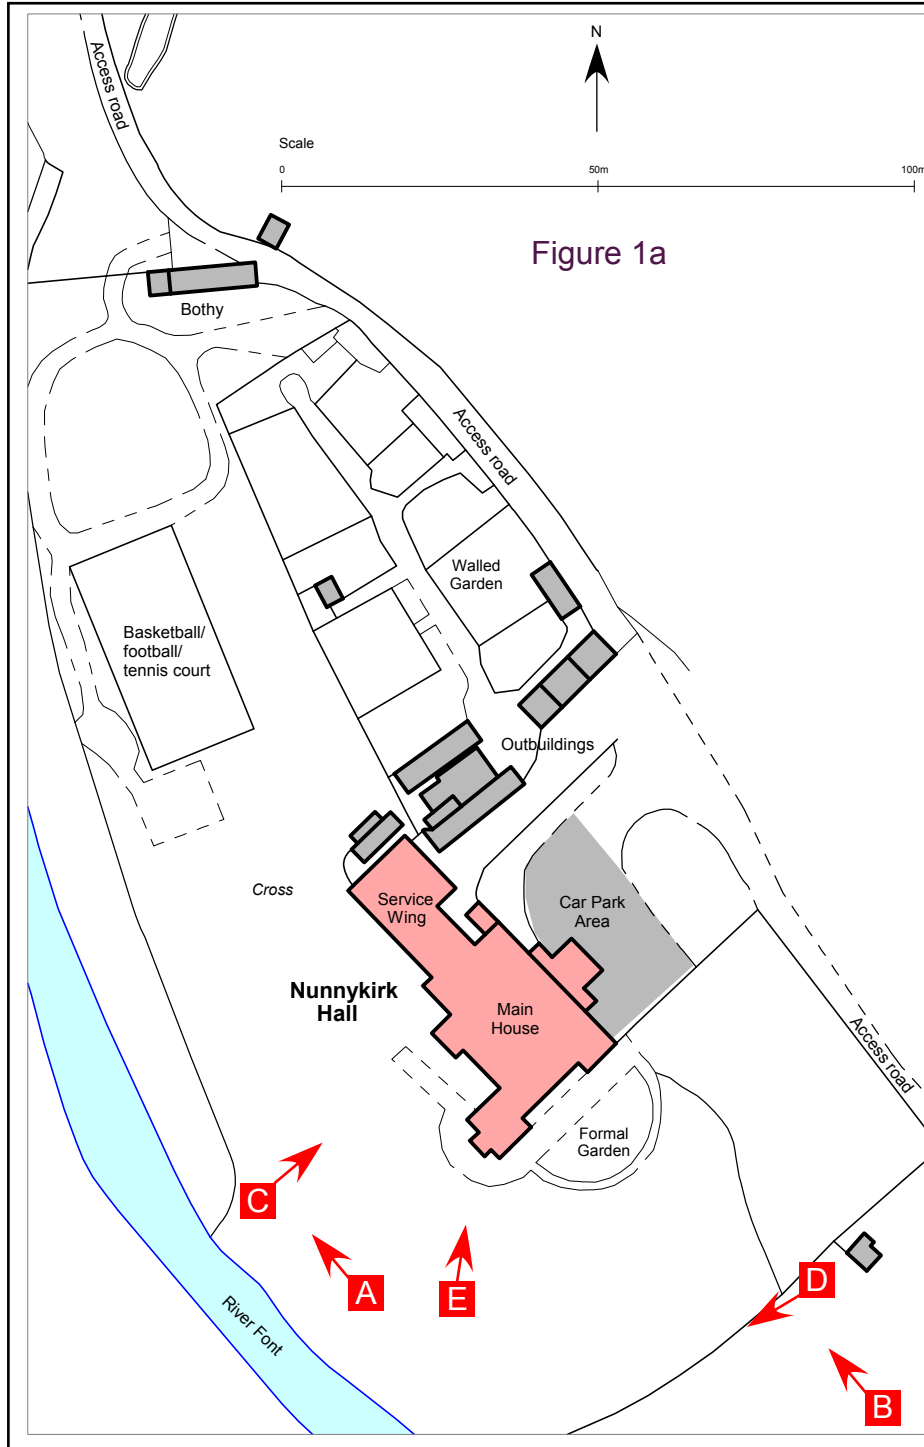 Access road
N
Scale
0
50m
100m
Figure 1a
Bothy
Access road
Walled
Garden
Basketball/
football/
tennis court
Outbuildings
Cross
Service
Wing
Car Park
Area
Nunnykirk
Hall
Main
House
Access road
Formal
Garden
C
A
E
D
River Font
B